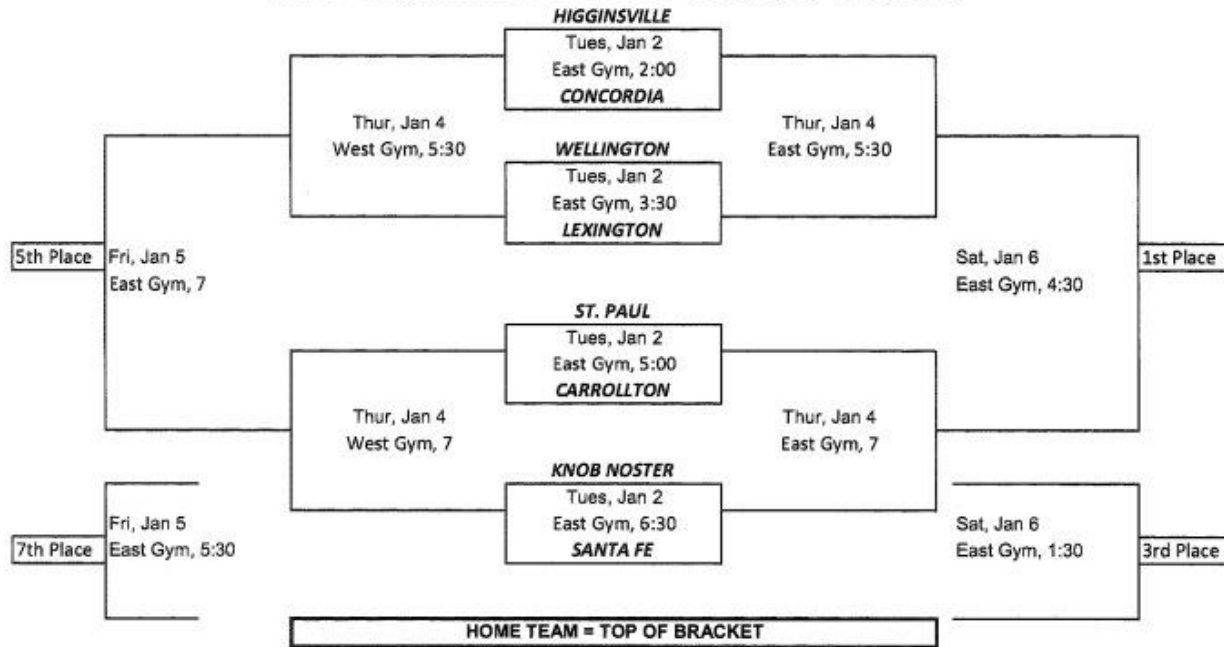 HIGGINSVILLE
Tues, Jan 2
East Gym, 2:00
CONCORDIA
Thur, Jan 4
West Gym, 5:30
Thur, Jan 4
East Gym, 5:30
WELLINGTON
Tues, Jan 2
East Gym, 3:30
LEXINGTON
5th Place
Fri, Jan 5
East Gym, 7
Sat, Jan 6
East Gym, 4:30
1st Place
ST. PAUL
Tues, Jan 2
East Gym, 5:00
CARROLLTON
Thur, Jan 4
West Gym, 7
Thur, Jan 4
East Gym, 7
KNOB NOSTER
Tues, Jan 2
East Gym, 6:30
SANTA FE
7th Place
Fri, Jan 5
East Gym, 5:30
Sat, Jan 6
East Gym, 1:30
3rd Place
HOME TEAM = TOP OF BRACKET